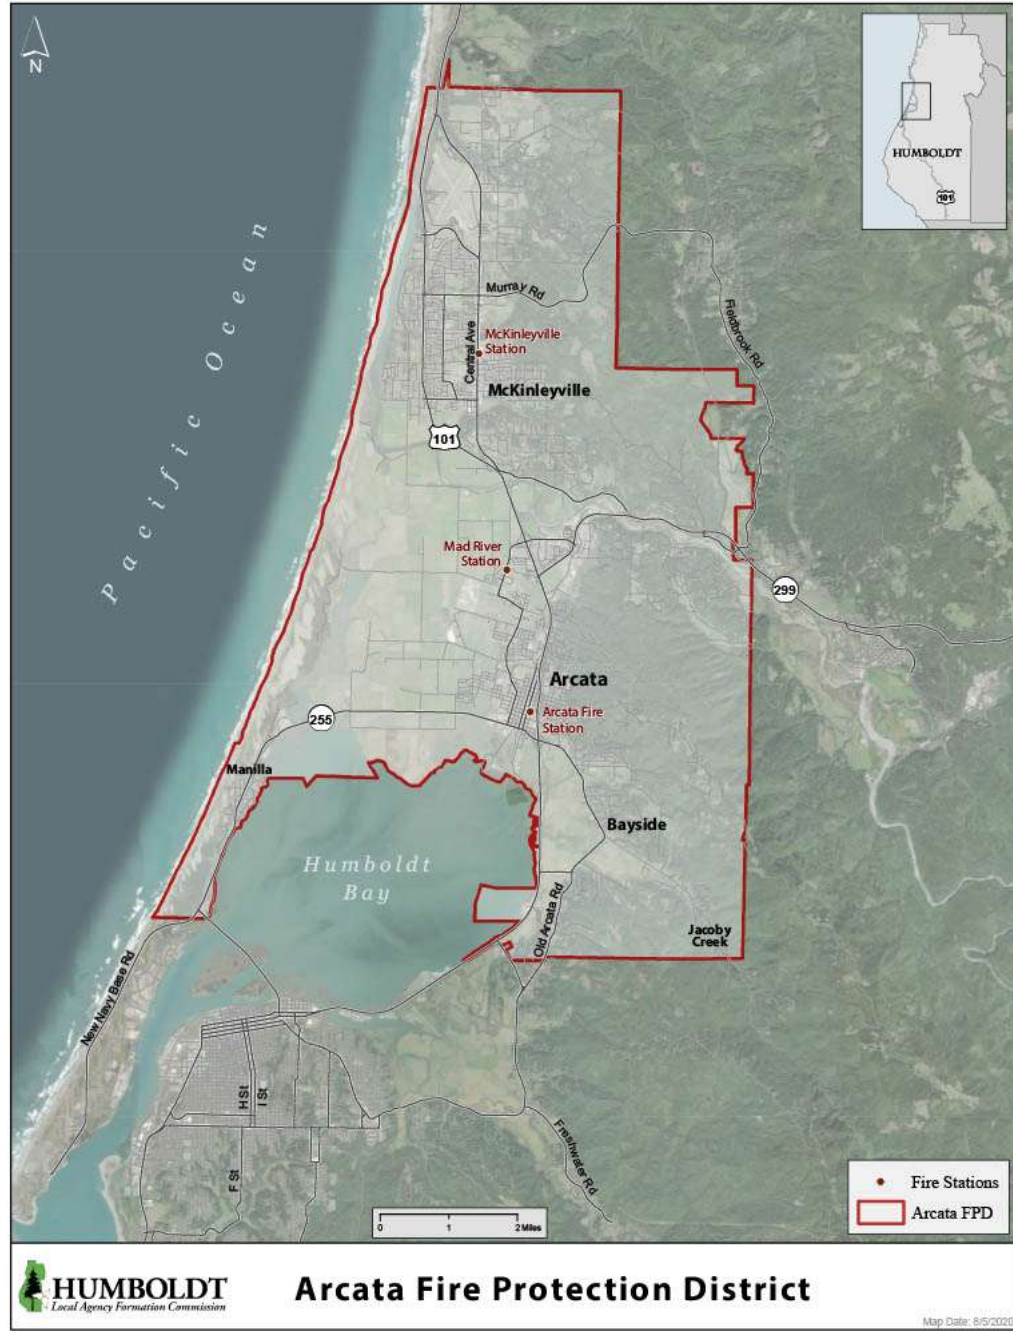 N
HUMBOLDT
101
Pacific Ocean
Murray Rd
Fieldbrook Rd
Central Ave
McKinleyville
Station
McKinleyville
101
Mad River
Station
299
Arcata
Arcata Fire
Station
255
Manilla
Bayside
Humboldt
Bay
Old Arcata Rd
Jacoby
Creek
New Navy Base Rd
H St
I St
F St
Freshwater Rd
Fire Stations
Arcata FPD
0 1 2 Miles
HUMBOLDT
Local Agency Formation Commission
Arcata Fire Protection District
Map Date: 8/5/2020